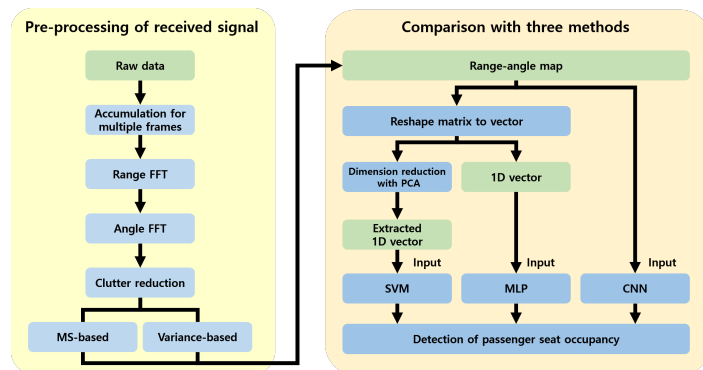 Pre-processing of received signal
Raw data
Accumulation for
multiple frames
Range FFT
Angle FFT
Clutter reduction
MS-based
Variance-based
Comparison with three methods
Range-angle map
Reshape matrix to vector
Dimension reduction
with PCA
1D vector
Extracted
1D vector
Input
Input
Input
SVM
MLP
CNN
Detection of passenger seat occupancy